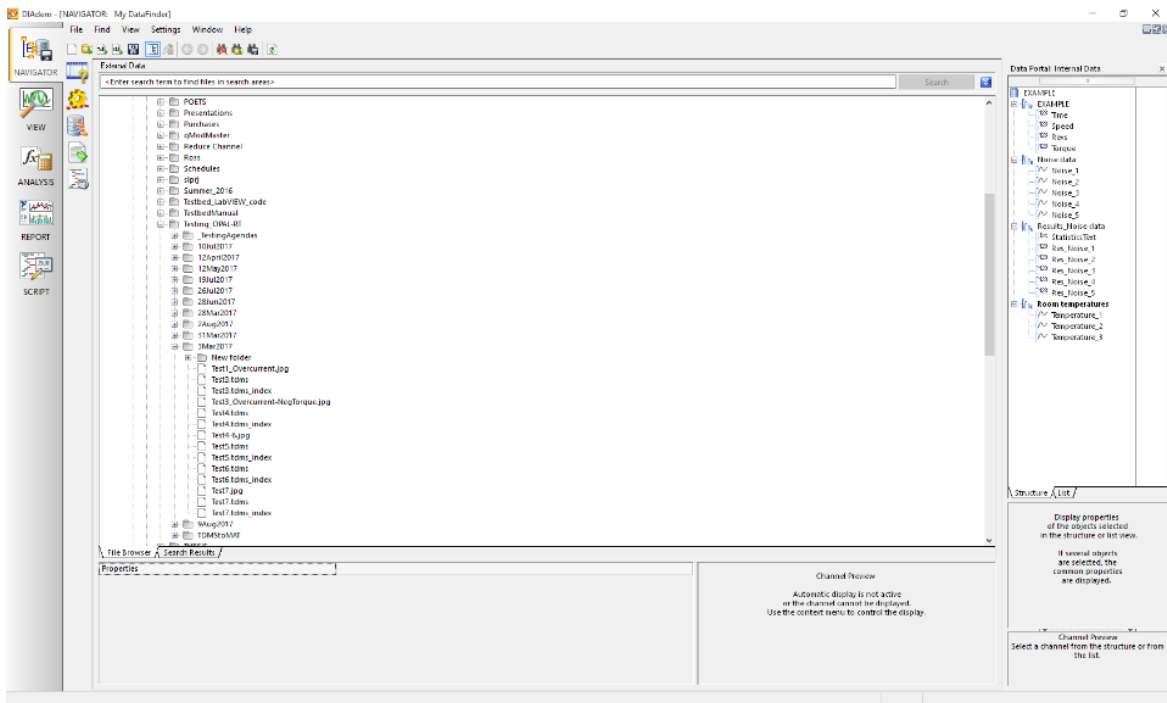 DIAdem - [NAVIGATOR: My DataFinder]
File Find View Settings Window Help
NAVIGATOR
VIEW
ANALYSIS
REPORT
SCRIPT
External Data
<Enter search term to find files in search areas>
Search
POETS
Presentations
Purchases
qModMaster
Reduce Channel
Ross
Schedules
slprj
Summer_2016
Testbed_LabVIEW_code
TestbedManual
Testing_OPAL-RT
_TestingAgendas
10Jul2017
12April2017
12May2017
19Jul2017
26Jul2017
28Jun2017
28Mar2017
2Aug2017
31Mar2017
3Mar2017
New folder
Test1_Overcurrent.jpg
Test3.tdms
Test3.tdms_index
Test3_Overcurrent-NegTorque.jpg
Test4.tdms
Test4.tdms_index
Test4-6.jpg
Test5.tdms
Test5.tdms_index
Test6.tdms
Test6.tdms_index
Test7.jpg
Test7.tdms
Test7.tdms_index
9Aug2017
TDMStoMAT
File Browser Search Results
Properties
Channel Preview
Automatic display is not active
or the channel cannot be displayed.
Use the context menu to control the display.
Data Portal: Internal Data
EXAMPLE
EXAMPLE
Time
Speed
Revs
Torque
Noise data
Noise_1
Noise_2
Noise_3
Noise_4
Noise_5
Results_Noise data
StatisticsText
Res_Noise_1
Res_Noise_2
Res_Noise_3
Res_Noise_4
Res_Noise_5
Room temperatures
Temperature_1
Temperature_2
Temperature_3
Structure List
Display properties
of the objects selected
in the structure or list view.
If several objects
are selected, the
common properties
are displayed.
Channel Preview
Select a channel from the structure or from
the list.